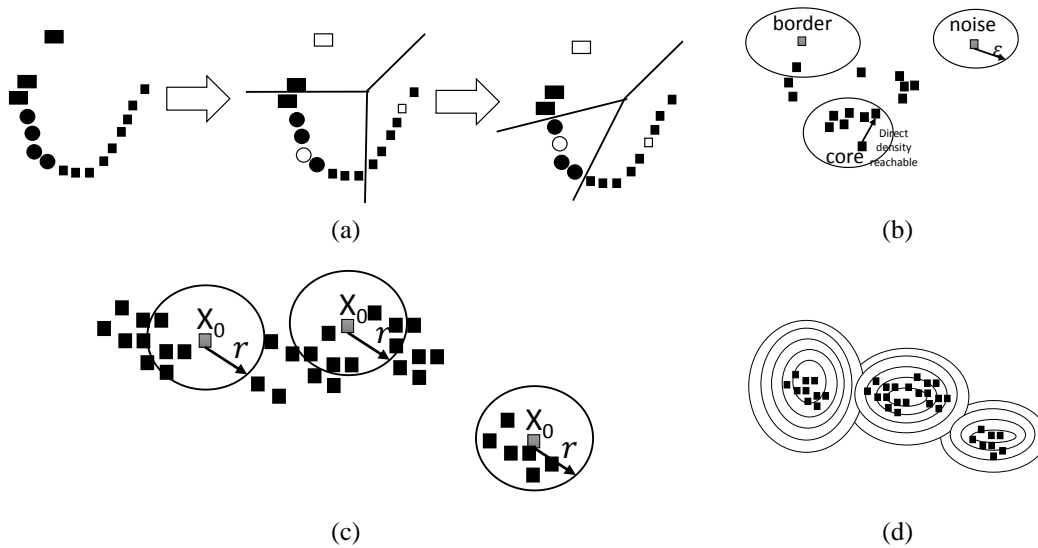 border
noise
ε
core
Direct
density
reachable
(a)
(b)
X₀
r
X₀
r
X₀
r
(c)
(d)